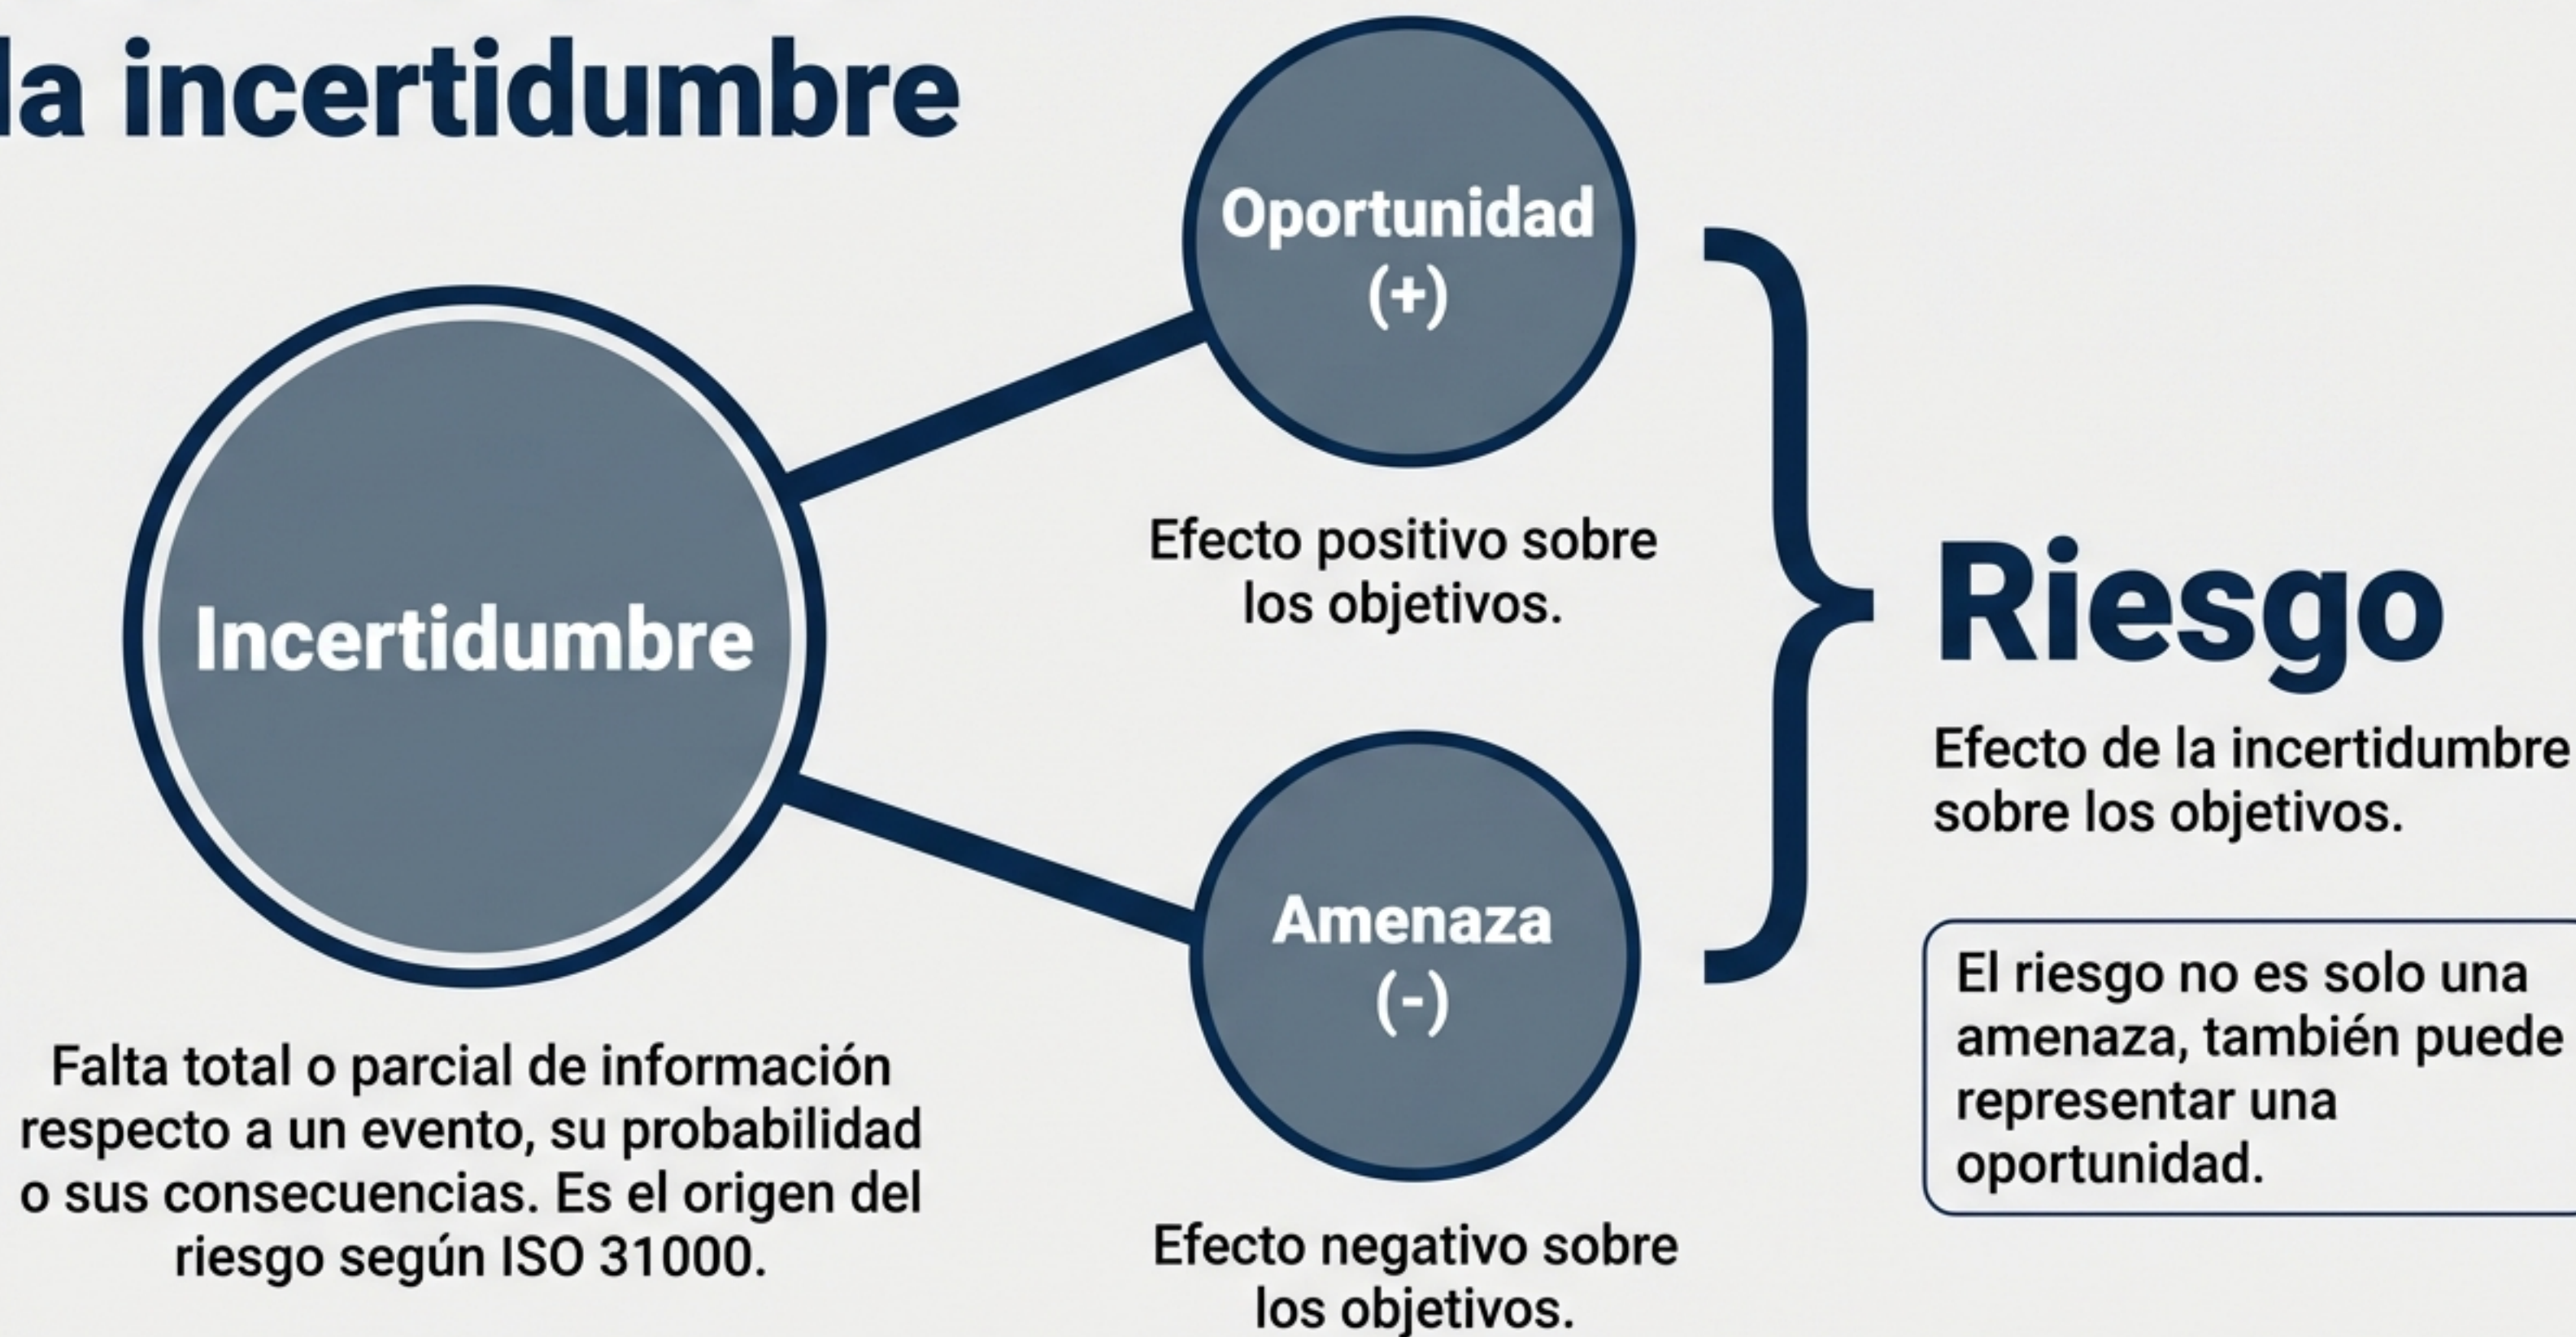 la incertidumbre
Oportunidad
(+)
Efecto positivo sobre
los objetivos.
Incertidumbre
Falta total o parcial de información
respecto a un evento, su probabilidad
o sus consecuencias. Es el origen del
riesgo según ISO 31000.
Amenaza
(-)
Efecto negativo sobre
los objetivos.
Riesgo
Efecto de la incertidumbre
sobre los objetivos.
El riesgo no es solo una
amenaza, también puede
representar una
oportunidad.